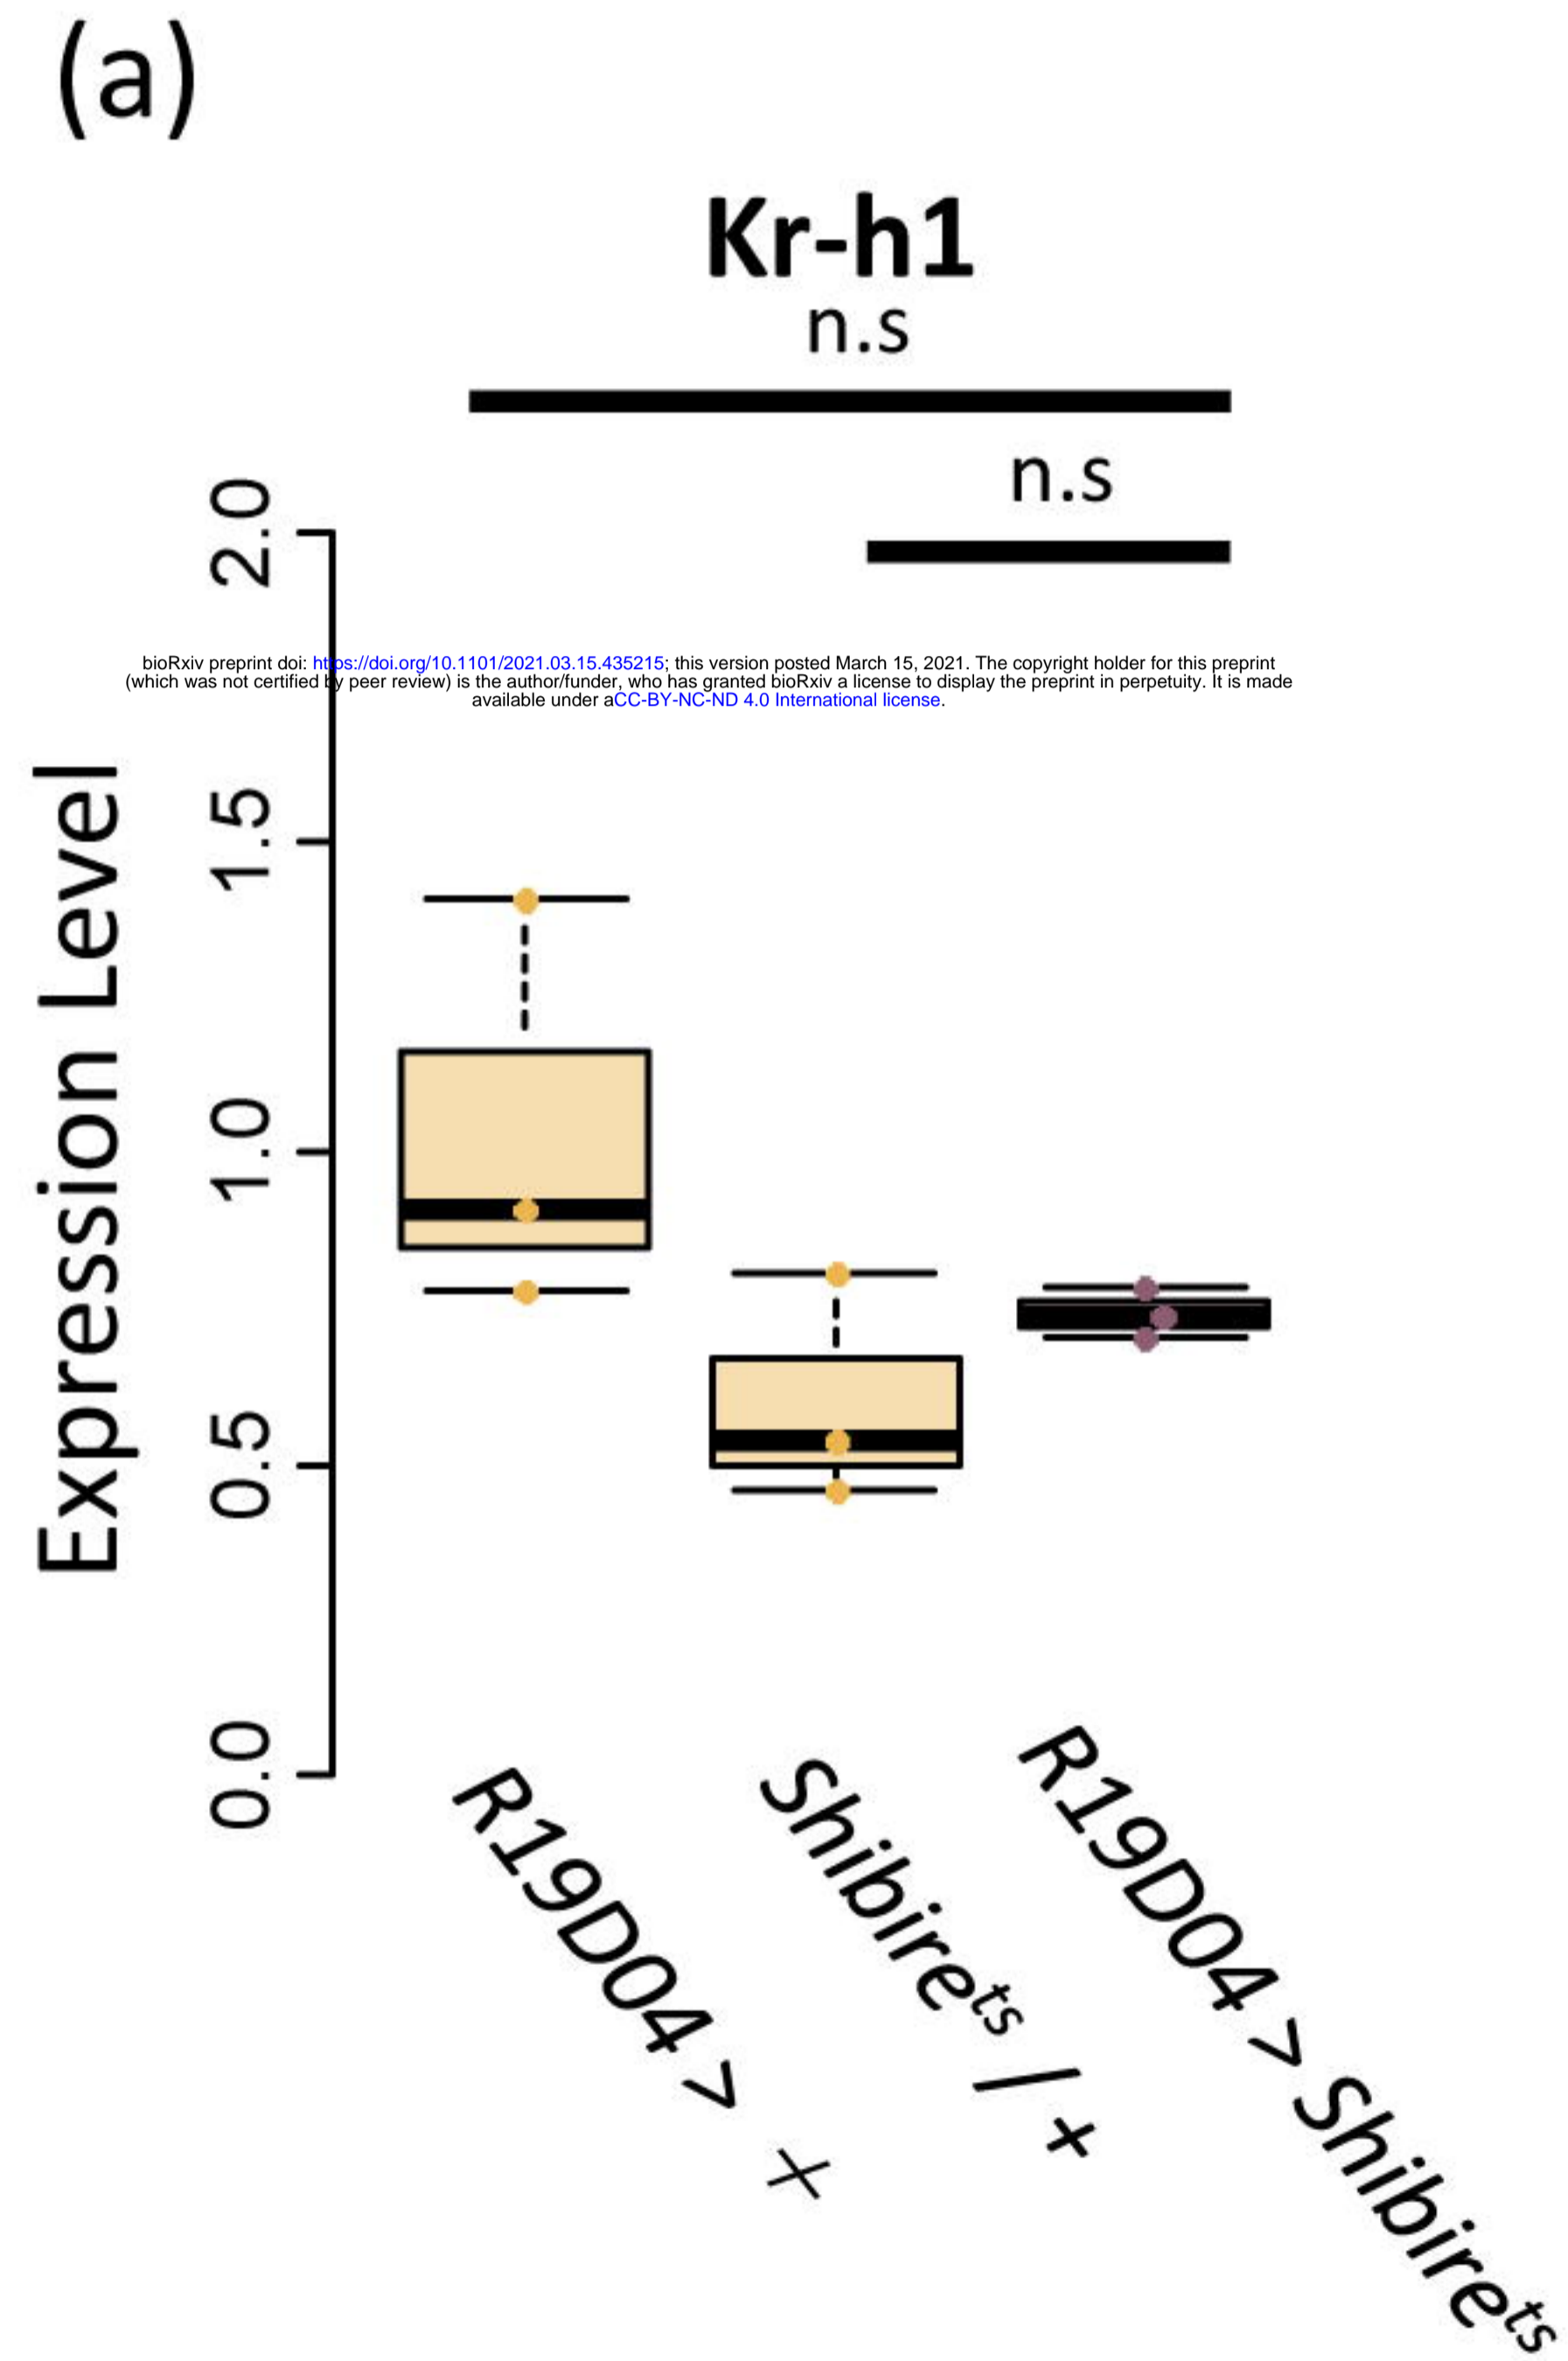 (a)
Kr-h1
n.s
n.s
2.0
bioRxiv preprint doi: https://doi.org/10.1101/2021.03.15.435215; this version posted March 15, 2021. The copyright holder for this preprint
(which was not certified by peer review) is the author/funder, who has granted bioRxiv a license to display the preprint in perpetuity. It is made
available under aCC-BY-NC-ND 4.0 International license.
Expression Level
1.5
1.0
0.5
0.0
R19D04 > +
Shibirets / +
R19D04 > Shibirets